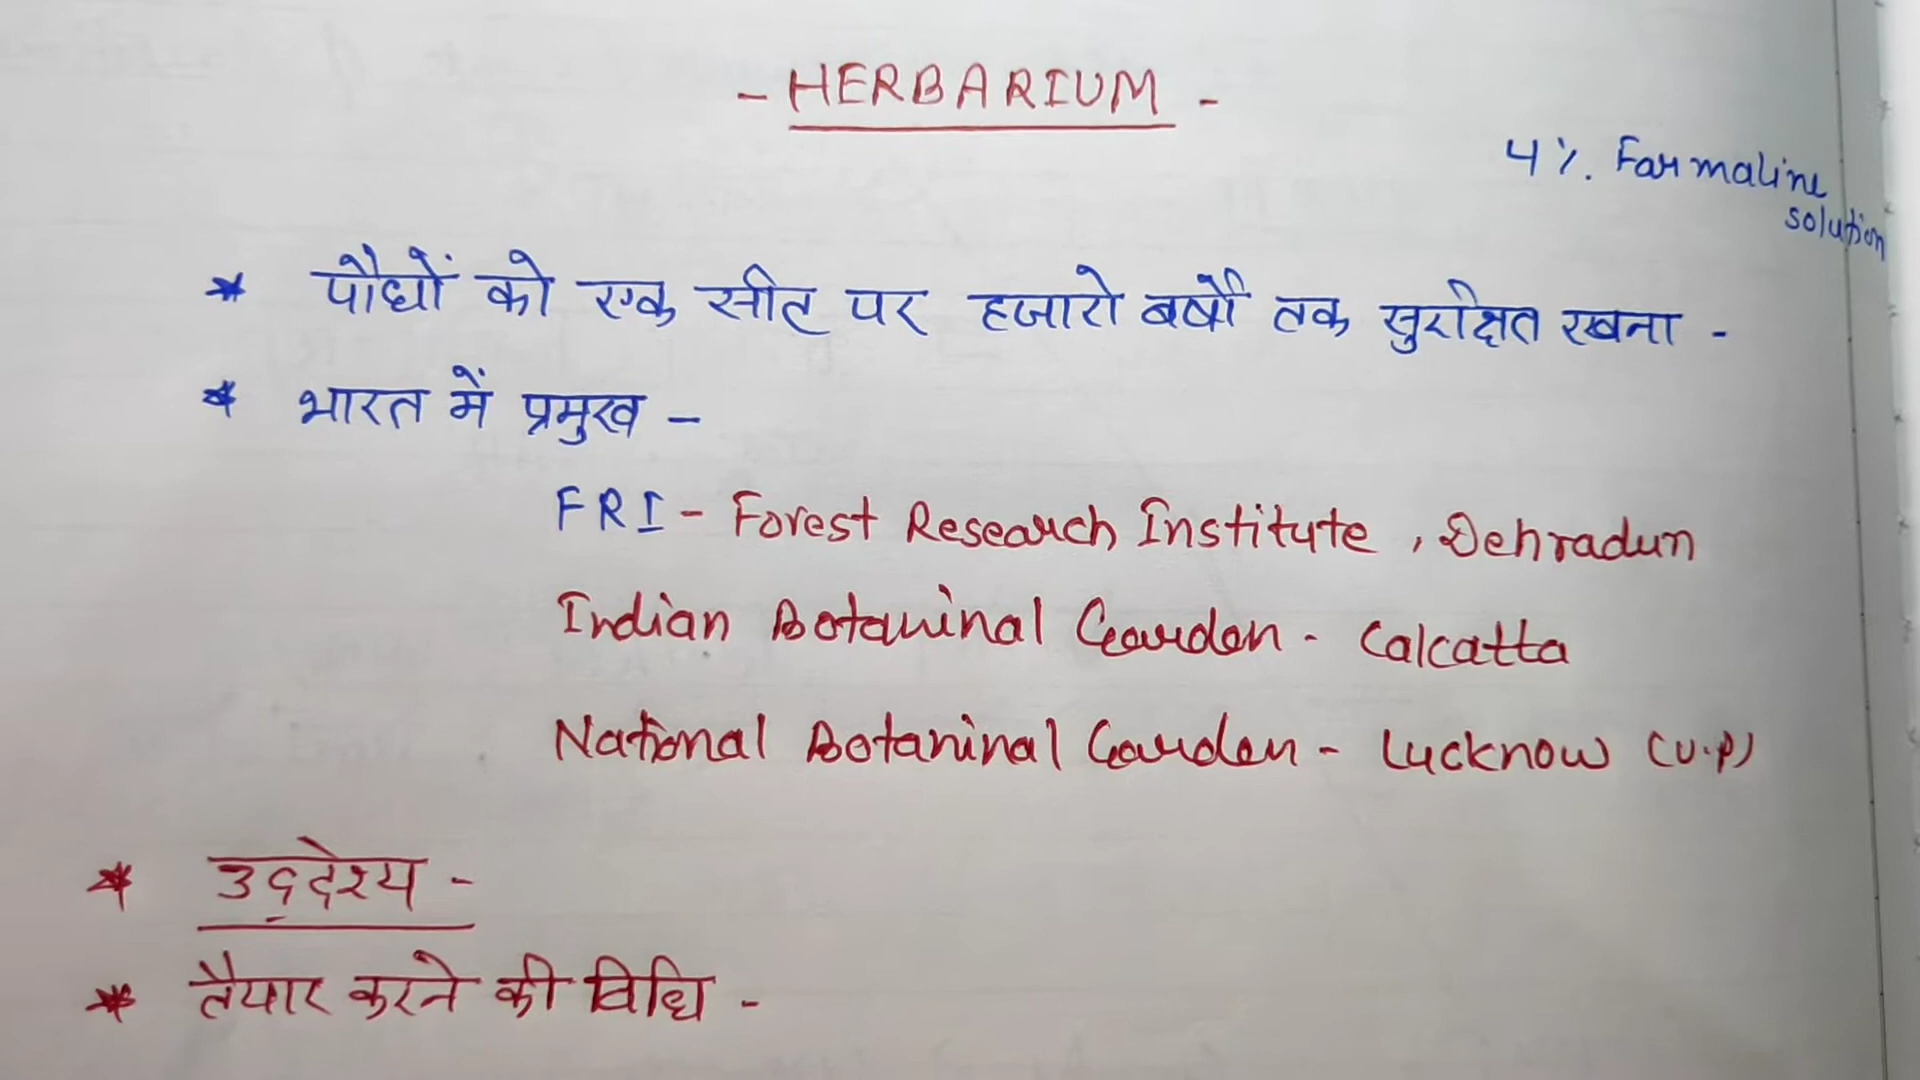 - HERBARIUM -
4%. Farmaline
solution
* पौधों को एक सीट पर हजारो बर्षो तक सुरक्षित रखना -
* भारत में प्रमुख -
FRI - Forest Research Institute , Dehradun
Indian Botaninal Garden - Calcatta
National Botaninal Garden - Lucknow (U.P)
* उद्देश्य -
* तैयार करने की विधि -